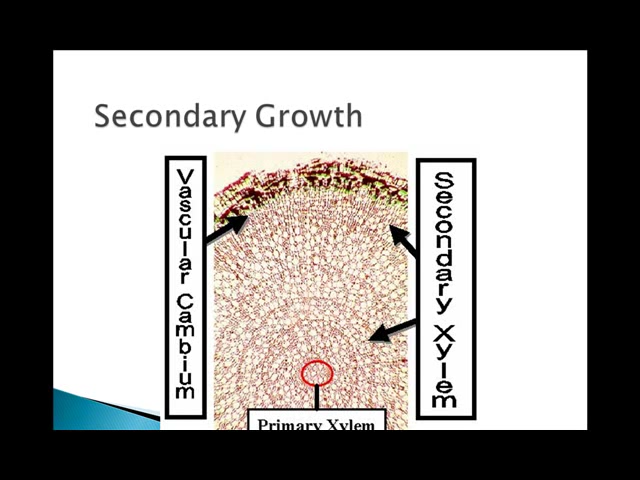 Secondary Growth
Vascular Cambium
Secondary Xylem
Primary Xylem